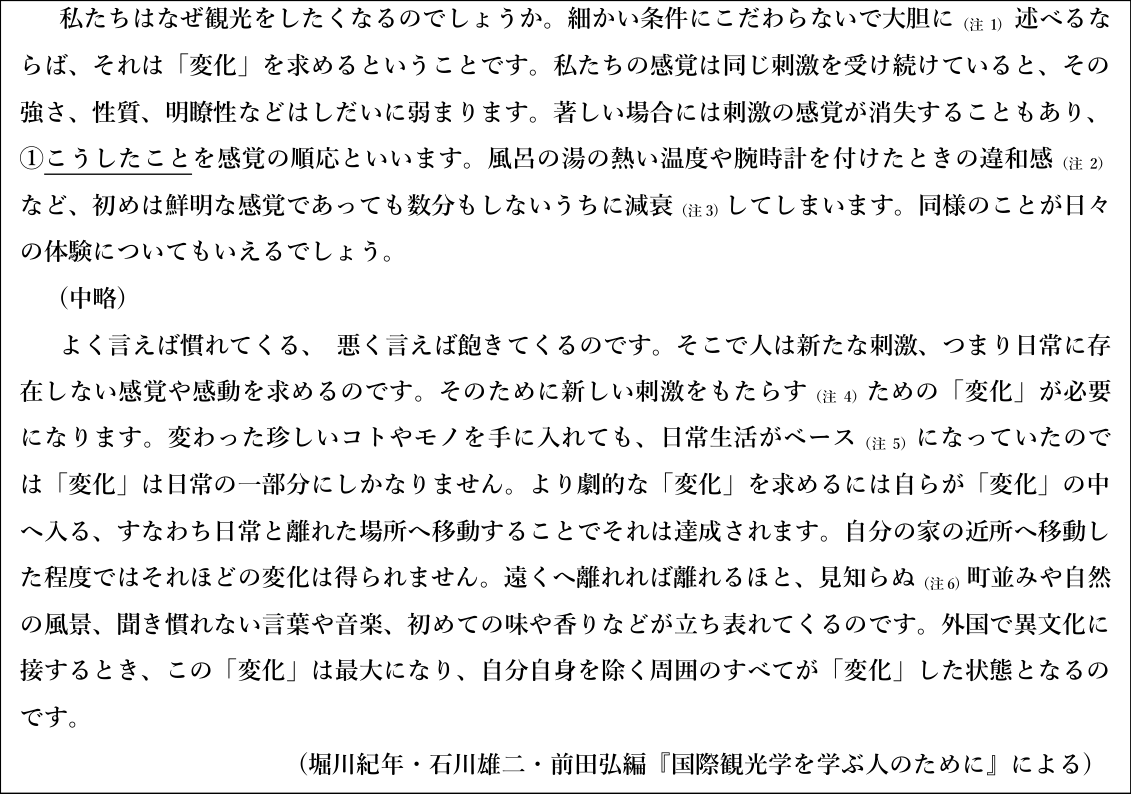 私たちはなぜ観光をしたくなるのでしょうか。細かい条件にこだわらないで大胆に（注 1）述べるな
らば、それは「変化」を求めるということです。私たちの感覚は同じ刺激を受け続けていると、その
強さ、性質、明瞭性などはしだいに弱まります。著しい場合には刺激の感覚が消失することもあり、
①こうしたことを感覚の順応といいます。風呂の湯の熱い温度や腕時計を付けたときの違和感（注 2）
など、初めは鮮明な感覚であっても数分もしないうちに減衰（注3）してしまいます。同様のことが日々
の体験についてもいえるでしょう。
（中略）
よく言えば慣れてくる、 悪く言えば飽きてくるのです。そこで人は新たな刺激、つまり日常に存
在しない感覚や感動を求めるのです。そのために新しい刺激をもたらす（注 4）ための「変化」が必要
になります。変わった珍しいコトやモノを手に入れても、日常生活がベース（注 5）になっていたので
は「変化」は日常の一部分にしかなりません。より劇的な「変化」を求めるには自らが「変化」の中
へ入る、すなわち日常と離れた場所へ移動することでそれは達成されます。自分の家の近所へ移動し
た程度ではそれほどの変化は得られません。遠くへ離れれば離れるほと、見知らぬ（注6）町並みや自然
の風景、聞き慣れない言葉や音楽、初めての味や香りなどが立ち表れてくるのです。外国で異文化に
接するとき、この「変化」は最大になり、自分自身を除く周囲のすべてが「変化」した状態となるの
です。
（堀川紀年・石川雄二・前田弘編『国際観光学を学ぶ人のために』による）